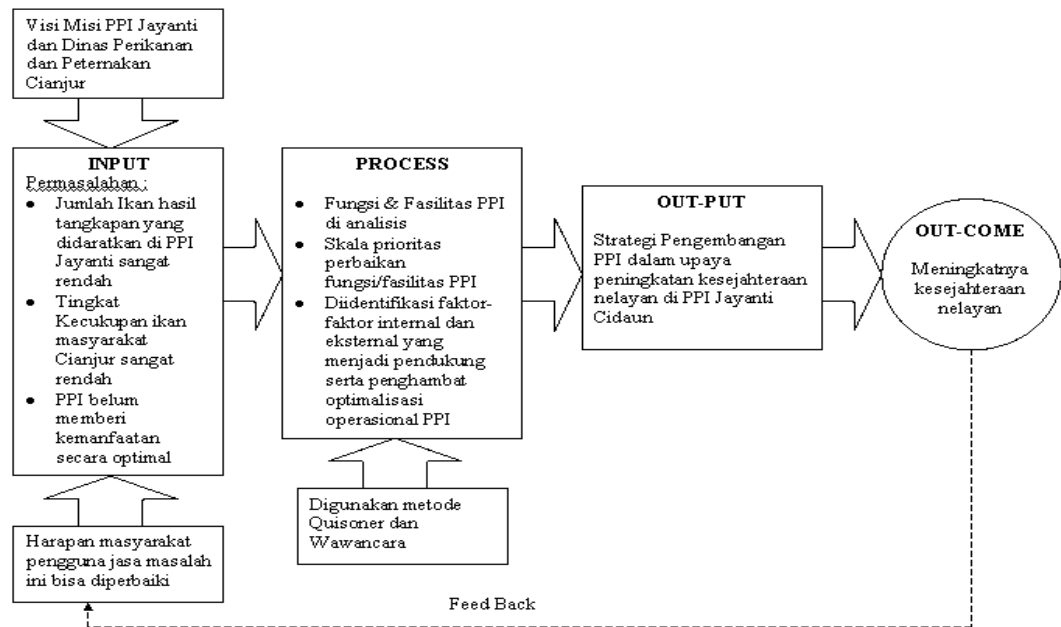 Visi Misi PPI Jayanti
dan Dinas Perikanan
dan Peternakan
Cianjur
INPUT
Permasalahan :
● Jumlah Ikan hasil
tangkapan yang
didaratkan di PPI
Jayanti sangat
rendah
● Tingkat
Kecukupan ikan
masyarakat
Cianjur sangat
rendah
● PPI belum
memberi
kemanfaatan
secara optimal
Harapan masyarakat
pengguna jasa masalah
ini bisa diperbaiki
PROCESS
● Fungsi & Fasilitas PPI
di analisis
● Skala prioritas
perbaikan
fungsi/fasilitas PPI
● Diidentifikasi faktor-
faktor internal dan
eksternal yang
menjadi pendukung
serta penghambat
optimalisasi
operasional PPI
Digunakan metode
Quisoner dan
Wawancara
OUT-PUT
Strategi Pengembangan
PPI dalam upaya
peningkatan kesejahteraan
nelayan di PPI Jayanti
Cidaun
OUT-COME
Meningkatnya
kesejahteraan
nelayan
Feed Back